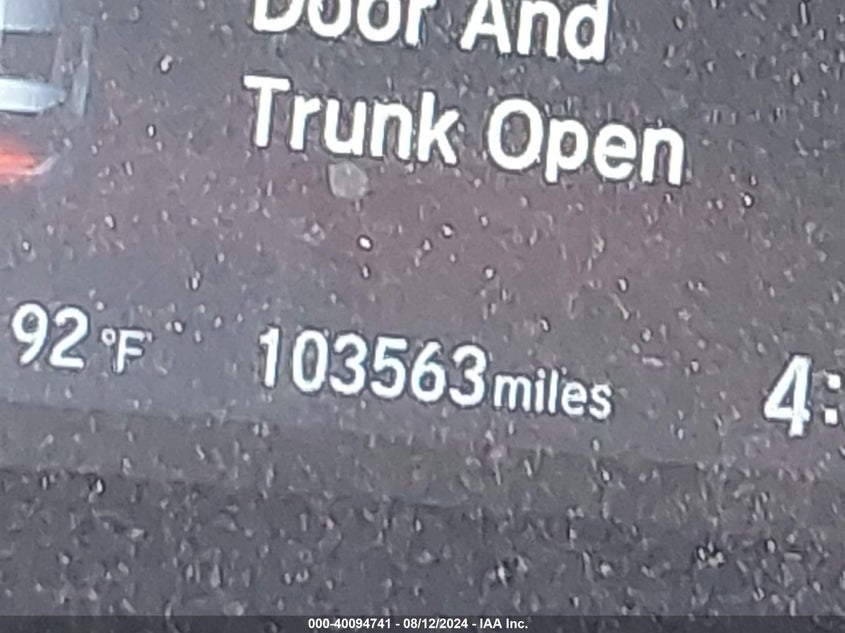 Door And
Trunk Open
92 °F 103563 miles 4:
000-40094741 - 08/12/2024 - IAA Inc.